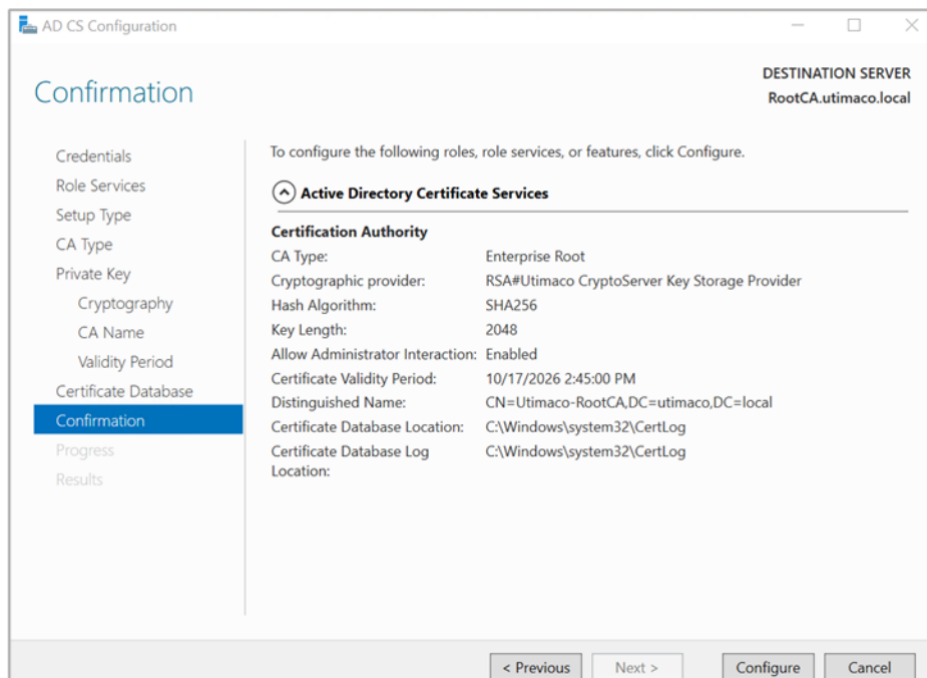 AD CS Configuration
Confirmation
DESTINATION SERVER
RootCA.utimaco.local
Credentials
Role Services
Setup Type
CA Type
Private Key
Cryptography
CA Name
Validity Period
Certificate Database
Confirmation
Progress
Results
To configure the following roles, role services, or features, click Configure.
Active Directory Certificate Services
Certification Authority
CA Type: Enterprise Root
Cryptographic provider: RSA#Utimaco CryptoServer Key Storage Provider
Hash Algorithm: SHA256
Key Length: 2048
Allow Administrator Interaction: Enabled
Certificate Validity Period: 10/17/2026 2:45:00 PM
Distinguished Name: CN=Utimaco-RootCA,DC=utimaco,DC=local
Certificate Database Location: C:\Windows\system32\CertLog
Certificate Database Log C:\Windows\system32\CertLog
Location:
< Previous Next > Configure Cancel